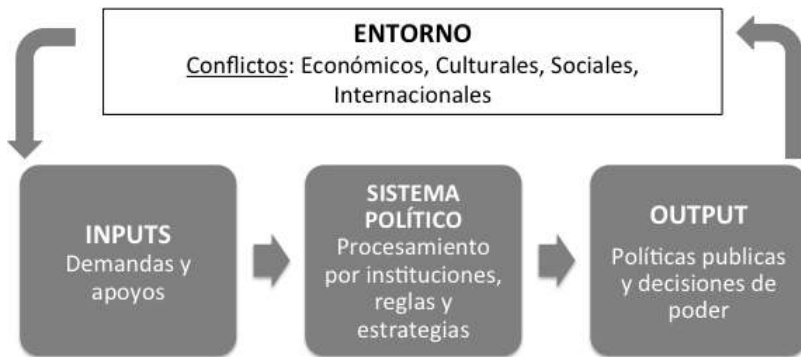 ENTORNO
Conflictos: Económicos, Culturales, Sociales,
Internacionales
INPUTS
Demandas y
apoyos
SISTEMA
POLÍTICO
Procesamiento
por instituciones,
reglas y
estrategias
OUTPUT
Políticas publicas
y decisiones de
poder